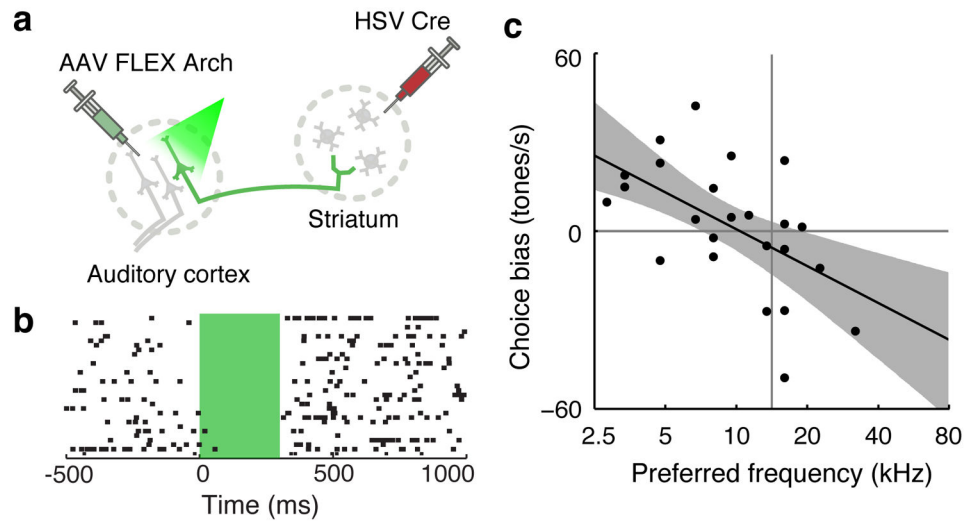 a
AAV FLEX Arch
HSV Cre
Striatum
Auditory cortex
b
-500
0
500
1000
Time (ms)
c
60
0
−60
Choice bias (tones/s)
2.5
5
10
20
40
80
Preferred frequency (kHz)